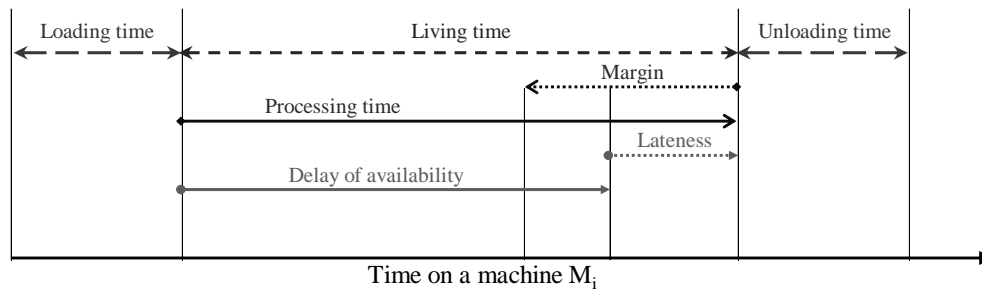 Loading time
Living time
Unloading time
Margin
Processing time
Lateness
Delay of availability
Time on a machine Mi